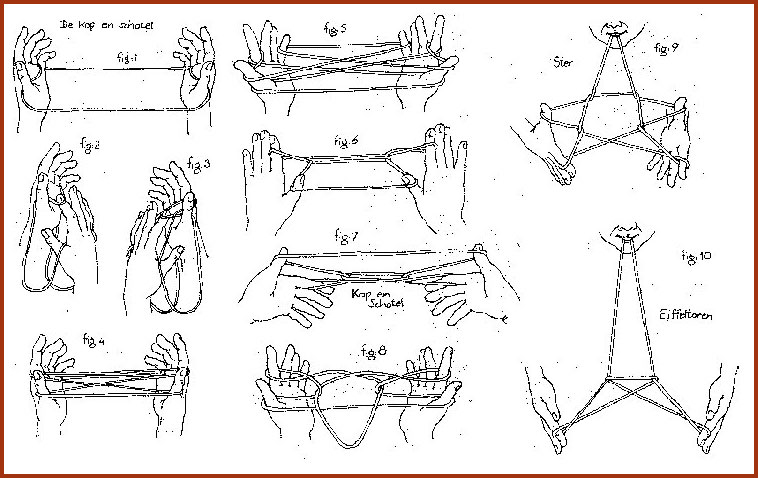 De kop en schotel
fig. 1
fig. 2
fig. 3
fig. 4
fig. 5
fig. 6
fig. 7
Kop en
Schotel
fig. 8
fig. 9
Ster
fig. 10
Eiffeltoren